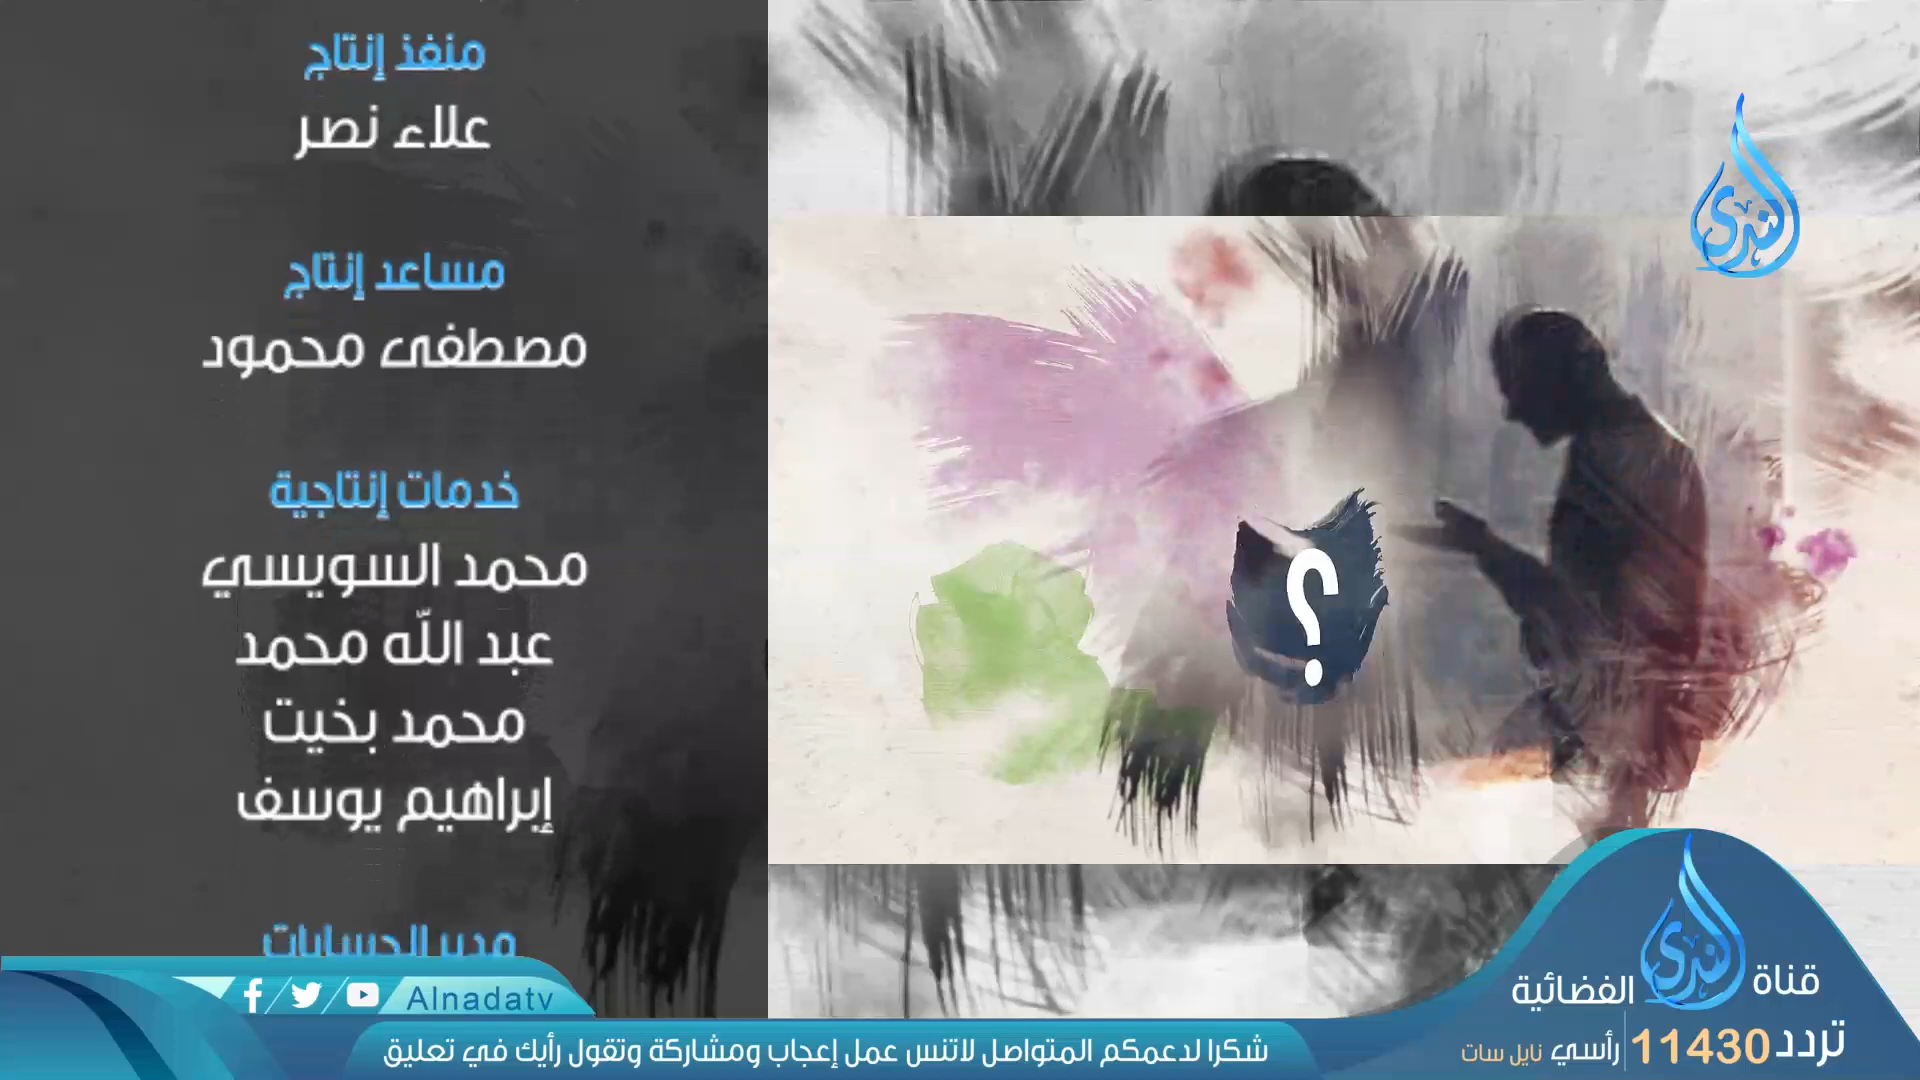 منفذ إنتاج
علاء نصر
مساعد إنتاج
مصطفى محمود
خدمات إنتاجية
محمد السويسي
عبد الله محمد
محمد بخيت
إبراهيم يوسف
مدير الحسابات
الندى
؟
Alnadatv
قناة الندى الفضائية
تردد 11430 رأسي نايل سات
شكرا لدعمكم المتواصل لاتنس عمل إعجاب ومشاركة وتقول رأيك في تعليق